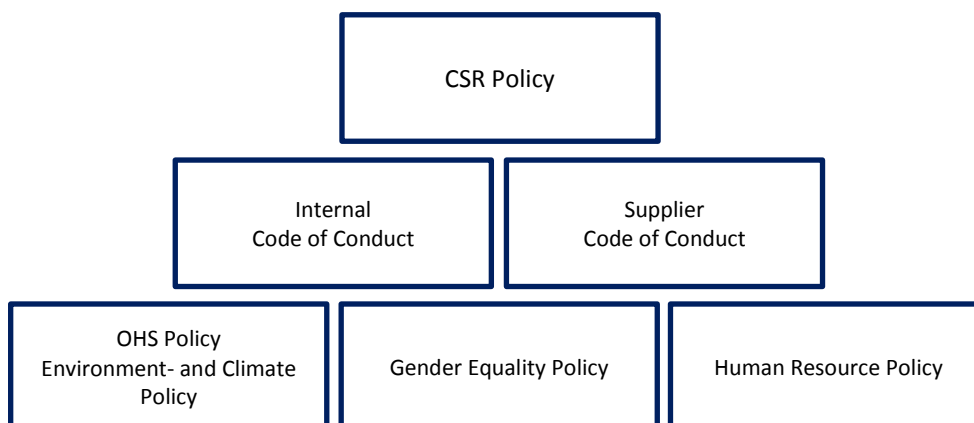 CSR Policy
Internal
Code of Conduct
Supplier
Code of Conduct
OHS Policy
Environment- and Climate
Policy
Gender Equality Policy
Human Resource Policy